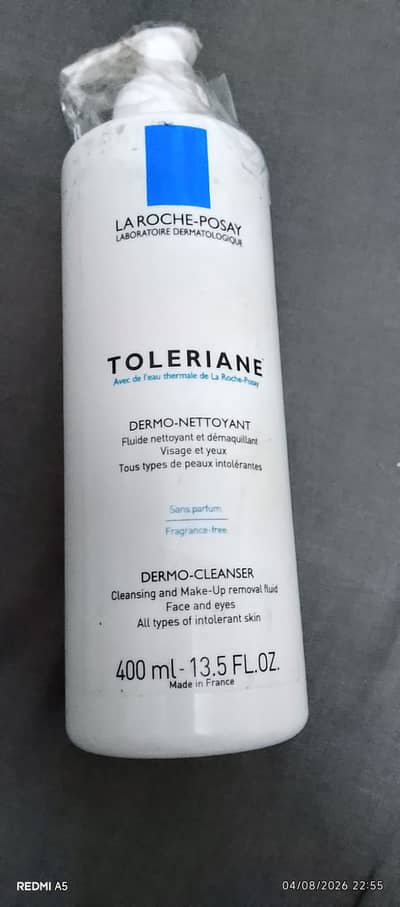 LA ROCHE-POSAY
LABORATOIRE DERMATOLOGIQUE
TOLERIANE
Avec de l'eau thermale de La Roche-Posay
DERMO-NETTOYANT
Fluide nettoyant et démaquillant
Visage et yeux
Tous types de peaux intolérantes
Sans parfum
Fragrance-free
DERMO-CLEANSER
Cleansing and Make-Up removal fluid
Face and eyes
All types of intolerant skin
400 ml - 13.5 FL.OZ.
Made in France
REDMI A5
04/08/2026 22:55